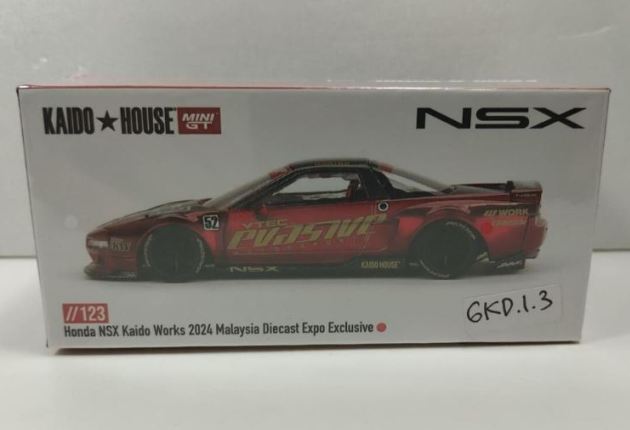 KAIDO★HOUSE MINI GT
NSX
52
VTEC
WORK
NSX
KAIDO HOUSE
//123
Honda NSX Kaido Works 2024 Malaysia Diecast Expo Exclusive
GKD.1.3